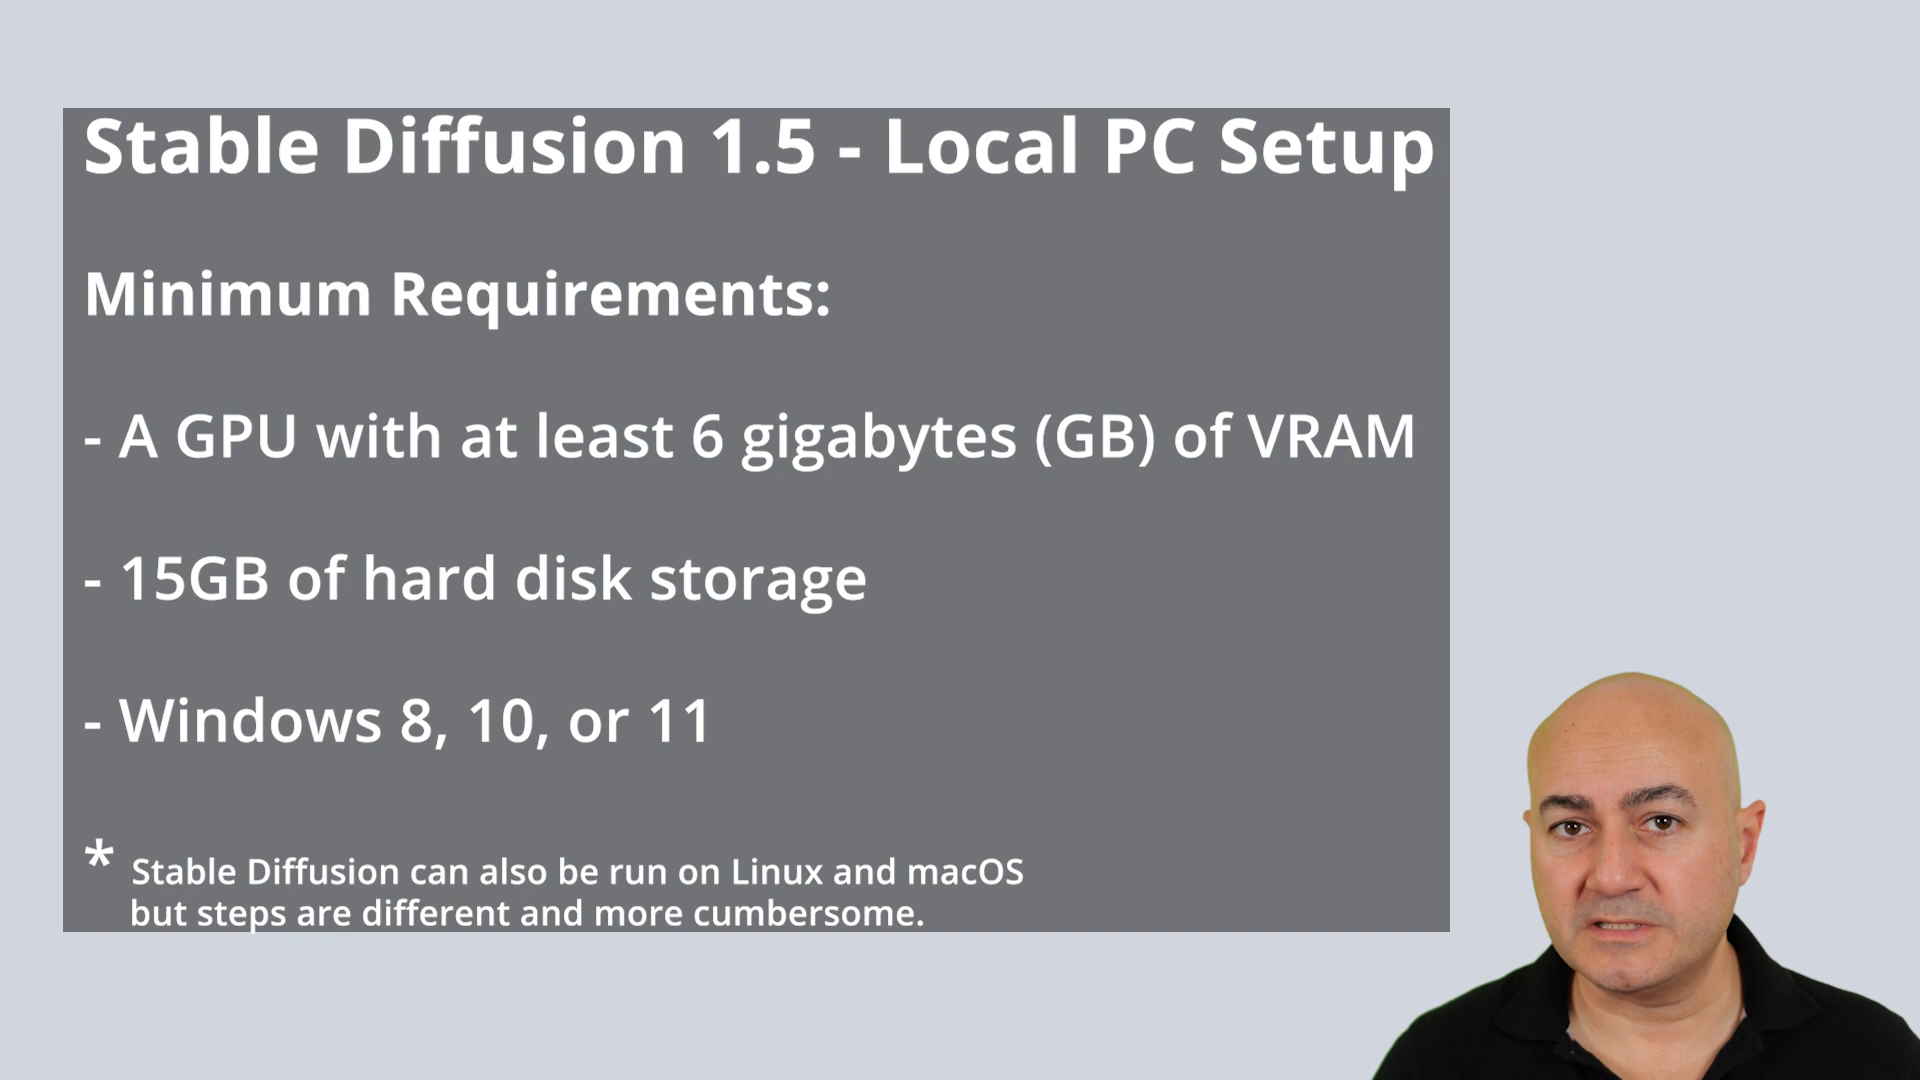 Stable Diffusion 1.5 - Local PC Setup
Minimum Requirements:
- A GPU with at least 6 gigabytes (GB) of VRAM
- 15GB of hard disk storage
- Windows 8, 10, or 11
* Stable Diffusion can also be run on Linux and macOS
but steps are different and more cumbersome.